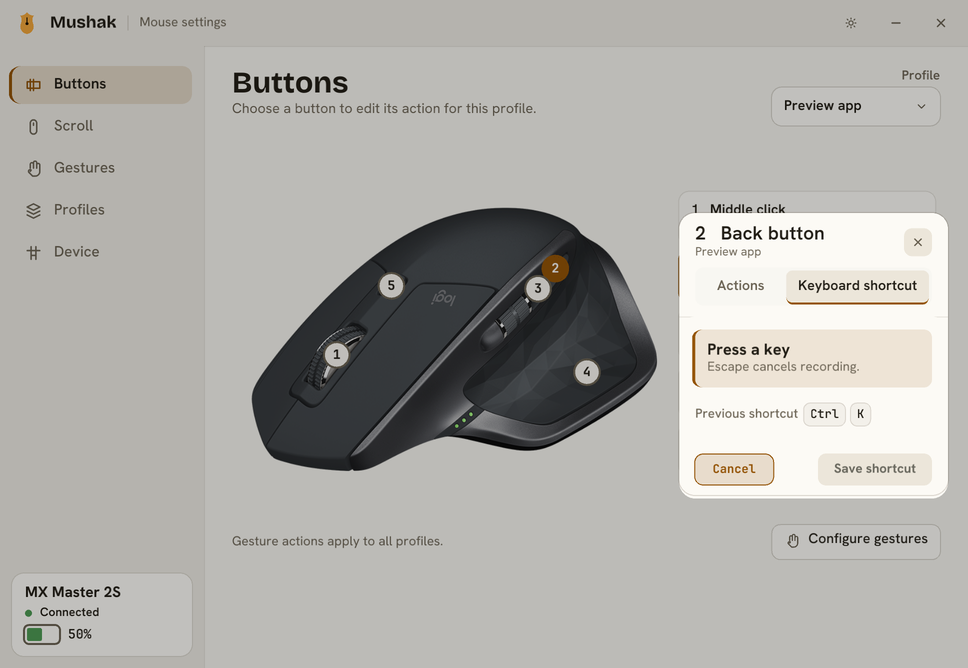 Mushak
Mouse settings
Buttons
Scroll
Gestures
Profiles
Device
MX Master 2S
Connected
50%
Buttons
Choose a button to edit its action for this profile.
Profile
Preview app
logi
5
1
2
3
4
1 Middle click
2 Back button
Preview app
Actions
Keyboard shortcut
Press a key
Escape cancels recording.
Previous shortcut Ctrl K
Cancel
Save shortcut
Gesture actions apply to all profiles.
Configure gestures